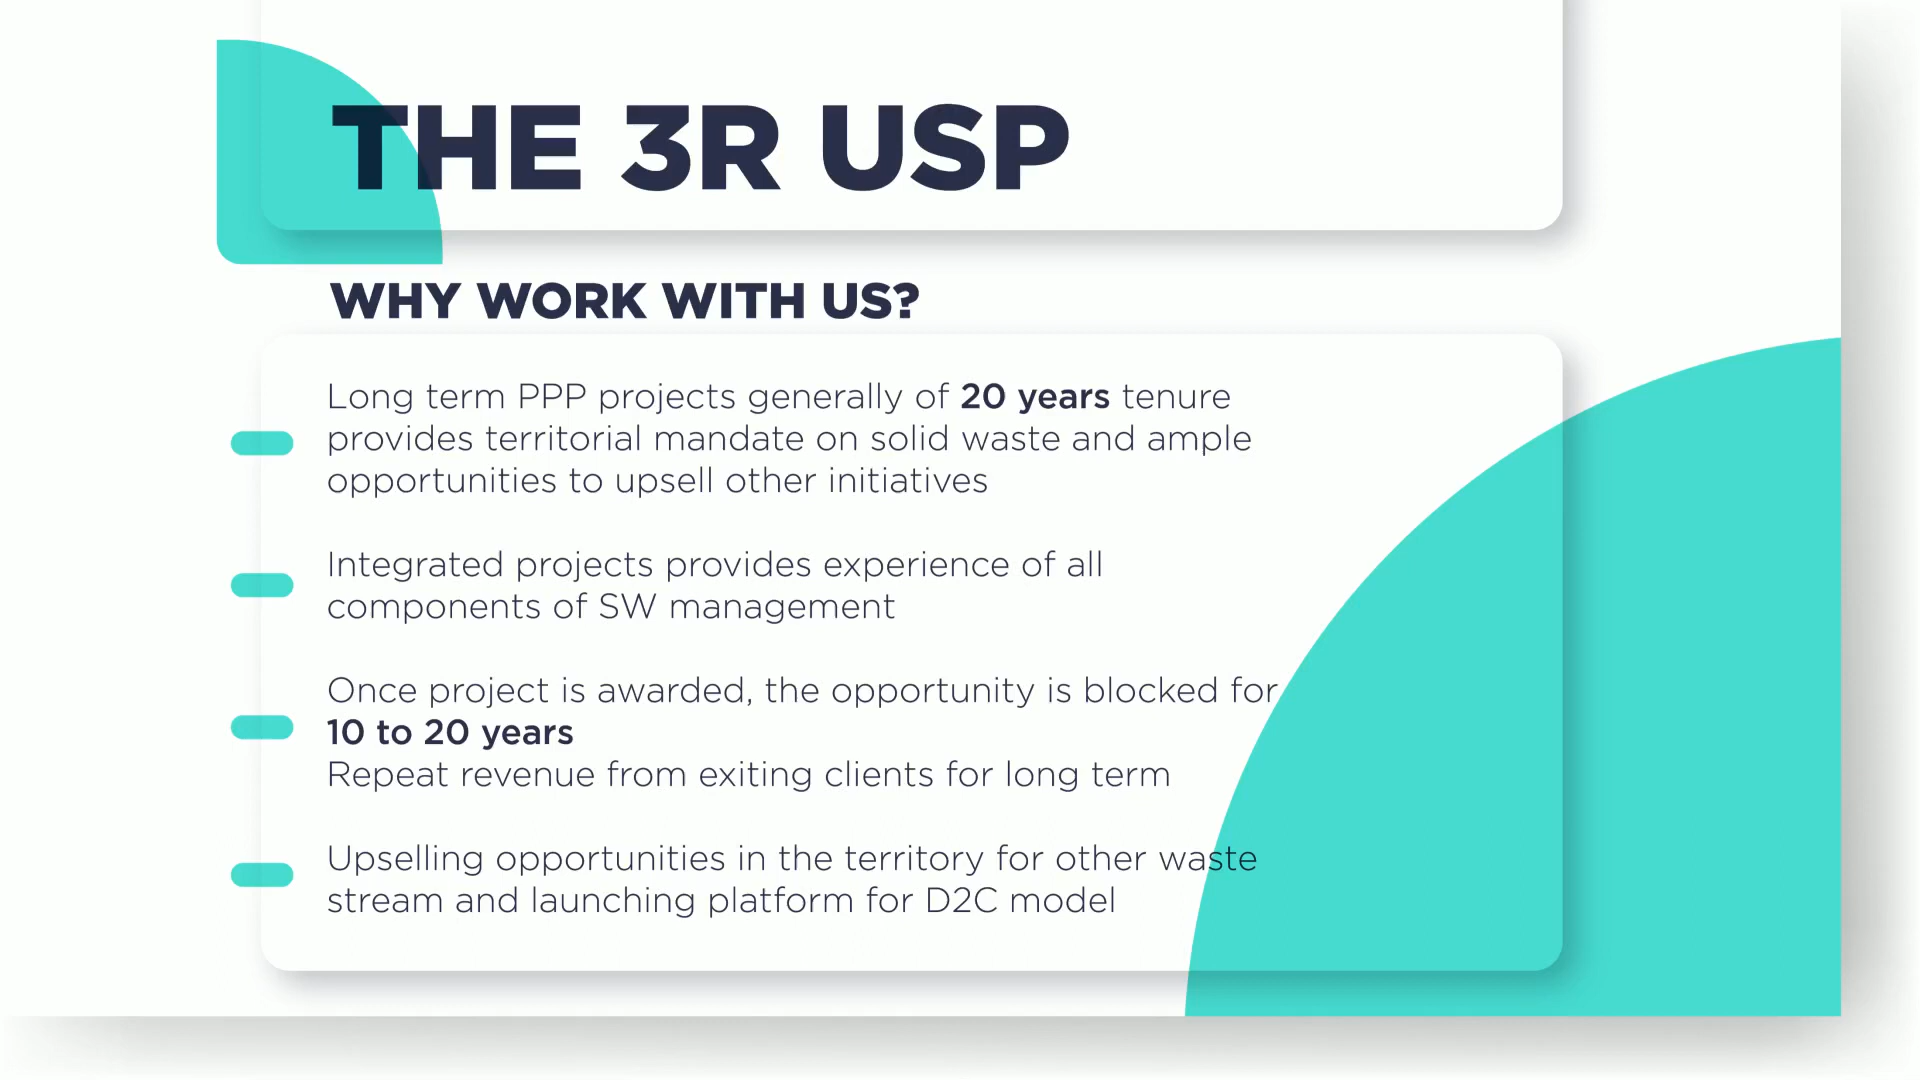 THE 3R USP
WHY WORK WITH US?
Long term PPP projects generally of 20 years tenure
provides territorial mandate on solid waste and ample
opportunities to upsell other initiatives
Integrated projects provides experience of all
components of SW management
Once project is awarded, the opportunity is blocked for
10 to 20 years
Repeat revenue from exiting clients for long term
Upselling opportunities in the territory for other waste
stream and launching platform for D2C model